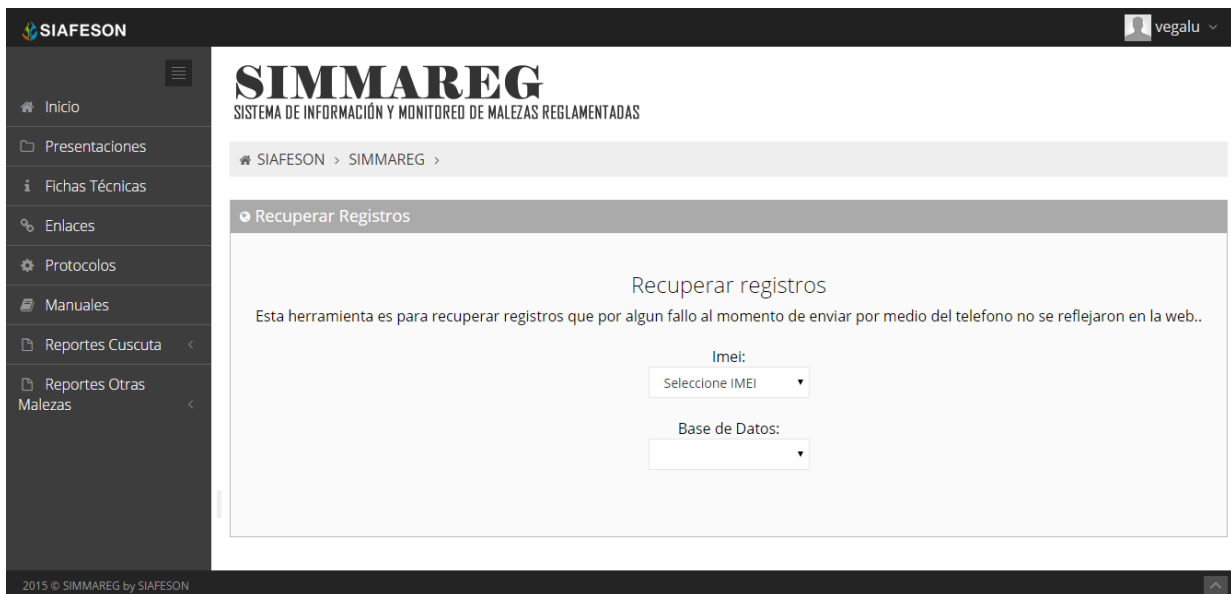 SIAFESON
vegalu
Inicio
Presentaciones
Fichas Técnicas
Enlaces
Protocolos
Manuales
Reportes Cuscuta
Reportes Otras
Malezas
SIMMAREG
SISTEMA DE INFORMACIÓN Y MONITOREO DE MALEZAS REGLAMENTADAS
SIAFESON > SIMMAREG >
Recuperar Registros
Recuperar registros
Esta herramienta es para recuperar registros que por algun fallo al momento de enviar por medio del telefono no se reflejaron en la web..
Imei:
Seleccione IMEI
Base de Datos:
2015 © SIMMAREG by SIAFESON